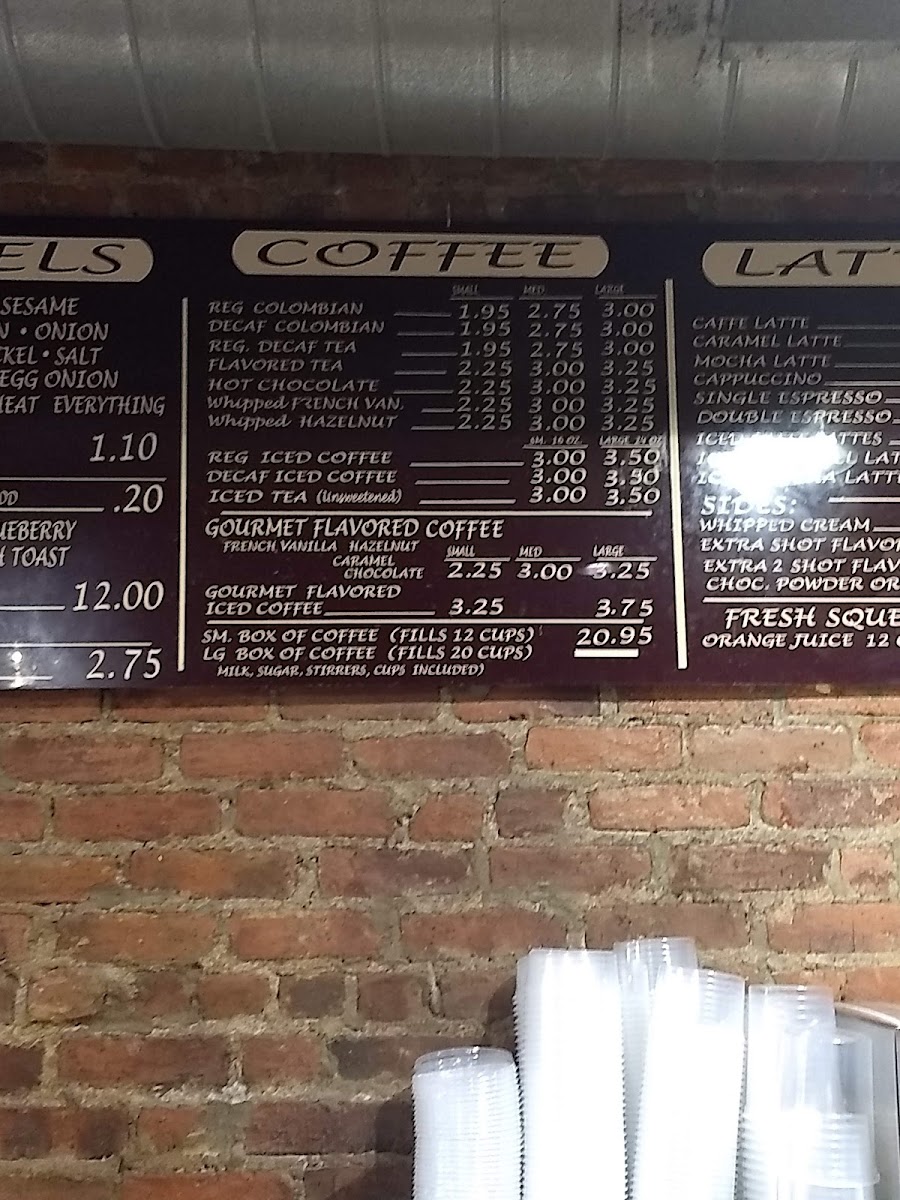 ELS
SESAME
N • ONION
KEL • SALT
EGG ONION
HEAT EVERYTHING
1.10
.20
UEBERRY
H TOAST
12.00
2.75
COFFEE
SMALL MED LARGE
REG COLOMBIAN 1.95 2.75 3.00
DECAF COLOMBIAN 1.95 2.75 3.00
REG. DECAF TEA 1.95 2.75 3.00
FLAVORED TEA 2.25 3.00 3.25
HOT CHOCOLATE 2.25 3.00 3.25
Whipped FRENCH VAN. 2.25 3 00 3.25
Whipped HAZELNUT 2.25 3.00 3.25
SM. 16 OZ. LARGE 24 OZ
REG ICED COFFEE 3.00 3.50
DECAF ICED COFFEE 3.00 3.50
ICED TEA (Unsweetened) 3.00 3.50
GOURMET FLAVORED COFFEE
FRENCH VANILLA HAZELNUT SMALL MED LARGE
CARAMEL
CHOCOLATE 2.25 3.00 3.25
GOURMET FLAVORED
ICED COFFEE 3.25 3.75
SM. BOX OF COFFEE (FILLS 12 CUPS) 20.95
LG BOX OF COFFEE (FILLS 20 CUPS)
MILK, SUGAR, STIRRERS, CUPS INCLUDED)
LAT
CAFFE LATTE
CARAMEL LATTE
MOCHA LATTE
CAPPUCCINO
SINGLE ESPRESSO
DOUBLE ESPRESSO
ICED TTES
LAT
LATTE
SIDES:
WHIPPED CREAM
EXTRA SHOT FLAVOR
EXTRA 2 SHOT FLAV
CHOC. POWDER OR
FRESH SQUE
ORANGE JUICE 12